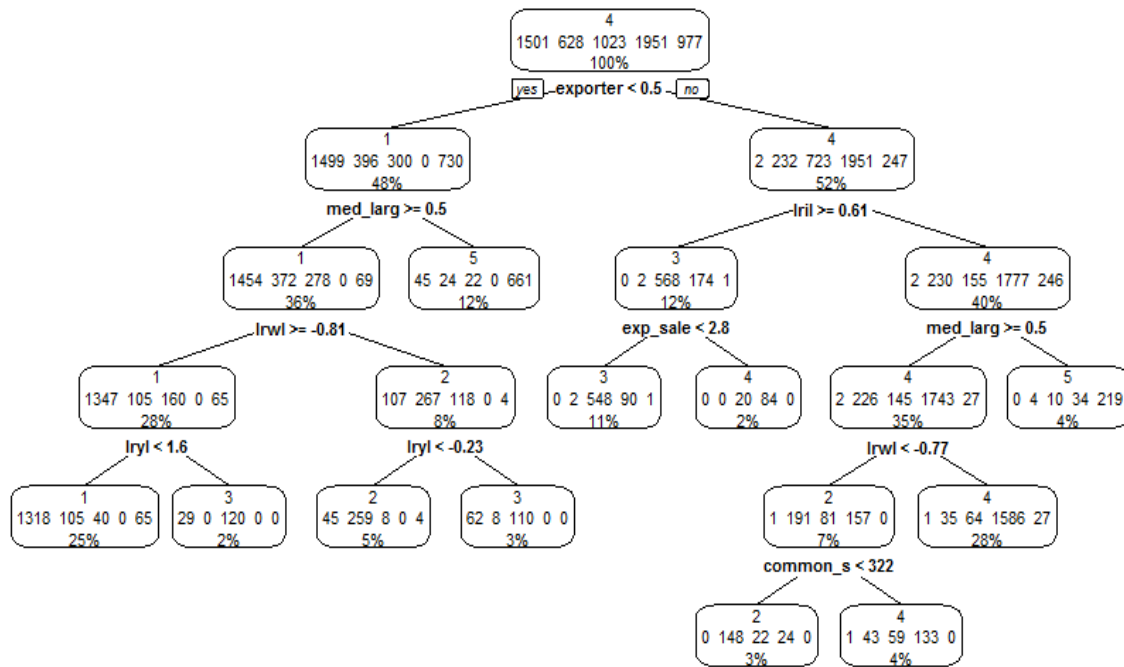 4
1501 628 1023 1951 977
100%
yes exporter < 0.5 no
1
1499 396 300 0 730
48%
4
2 232 723 1951 247
52%
med_larg >= 0.5
lril >= 0.61
1
1454 372 278 0 69
36%
5
45 24 22 0 661
12%
3
0 2 568 174 1
12%
4
2 230 155 1777 246
40%
lrwl >= -0.81
exp_sale < 2.8
med_larg >= 0.5
1
1347 105 160 0 65
28%
2
107 267 118 0 4
8%
3
0 2 548 90 1
11%
4
0 0 20 84 0
2%
4
2 226 145 1743 27
35%
5
0 4 10 34 219
4%
lryl < 1.6
lryl < -0.23
lrwl < -0.77
1
1318 105 40 0 65
25%
3
29 0 120 0 0
2%
2
45 259 8 0 4
5%
3
62 8 110 0 0
3%
2
1 191 81 157 0
7%
4
1 35 64 1586 27
28%
common_s < 322
2
0 148 22 24 0
3%
4
1 43 59 133 0
4%